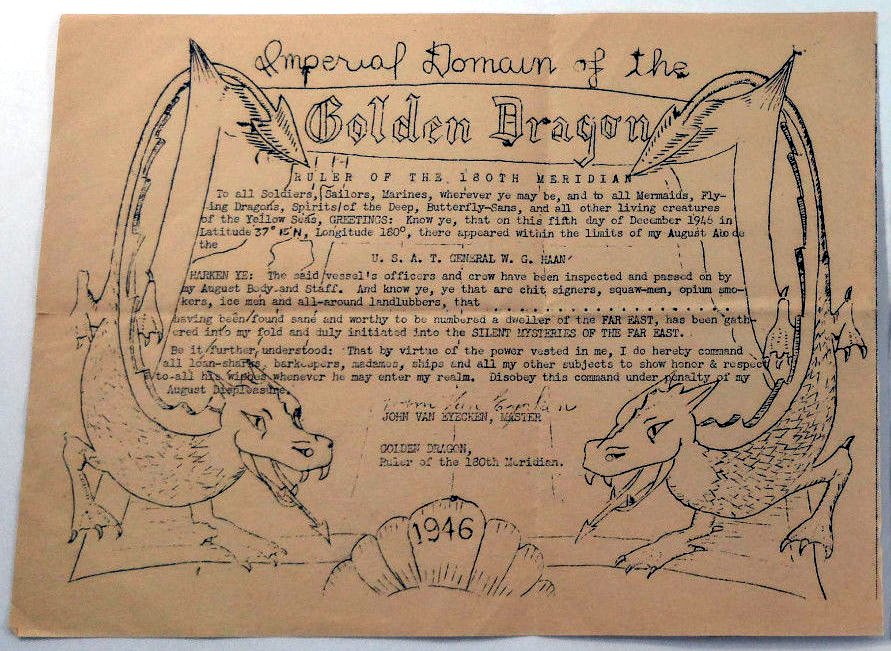 Imperial Domain of the
Golden Dragon
RULER OF THE 180TH MERIDIAN
To all Soldiers, Sailors, Marines, wherever ye may be, and to all Mermaids, Fly-
ing Dragons, Spirits of the Deep, Butterfly-Sans, and all other living creatures
of the Yellow Seas, GREETINGS: Know ye, that on this fifth day of December 1946 in
Latitude 37° 15'N, Longitude 180°, there appeared within the limits of my August Abode
the
U. S. A. T. GENERAL W. G. HAAN
HARKEN YE: The said vessel's officers and crew have been inspected and passed on by
my August Body and Staff. And know ye, ye that are chit signers, squaw-men, opium smo-
kers, ice men and all-around landlubbers, that ..............................
having been found sane and worthy to be numbered a dweller of the FAR EAST, has been gath-
ered into my fold and duly initiated into the SILENT MYSTERIES OF THE FAR EAST.
Be it further understood: That by virtue of the power vested in me, I do hereby command
all loan-sharks, barkeepers, madames, ships and all my other subjects to show honor & respect
to all his wishes whenever he may enter my realm. Disobey this command under penalty of my
August Displeasure.
John Van Eyecken
JOHN VAN EYECKEN, MASTER
GOLDEN DRAGON,
Ruler of the 180th Meridian.
1946